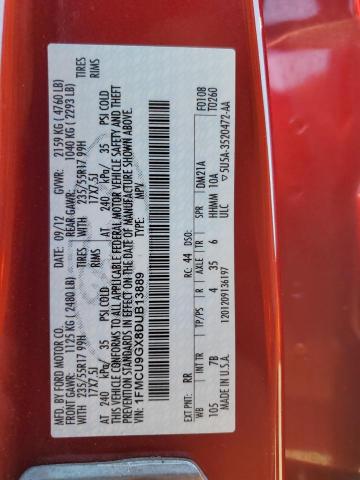 MFD. BY FORD MOTOR CO.
DATE: 09/12 GVWR: 2159 KG ( 4760 LB)
FRONT GAWR: 1125 KG ( 2480 LB) REAR GAWR: 1040 KG ( 2293 LB)
235/55R17 99H TIRES 235/55R17 99H TIRES
17X7.5J RIMS 17X7.5J RIMS
AT 240 kPa/ 35 PSI COLD AT 240 kPa/ 35 PSI COLD
THIS VEHICLE CONFORMS TO ALL APPLICABLE FEDERAL MOTOR VEHICLE SAFETY AND THEFT
PREVENTION STANDARDS IN EFFECT ON THE DATE OF MANUFACTURE SHOWN ABOVE.
VIN: 1FMCU9GX8DUB13889
TYPE: MPV
F0108
T0260
EXT PNT: RR RC: 44 DSO: DM21A
WB INT TR TP/PS R AXLE TR SPR
105 7B 4 35 6 HHMM 10A
MADE IN U.S.A. ULC ▽5U5A-3520472-AA
1201209136197